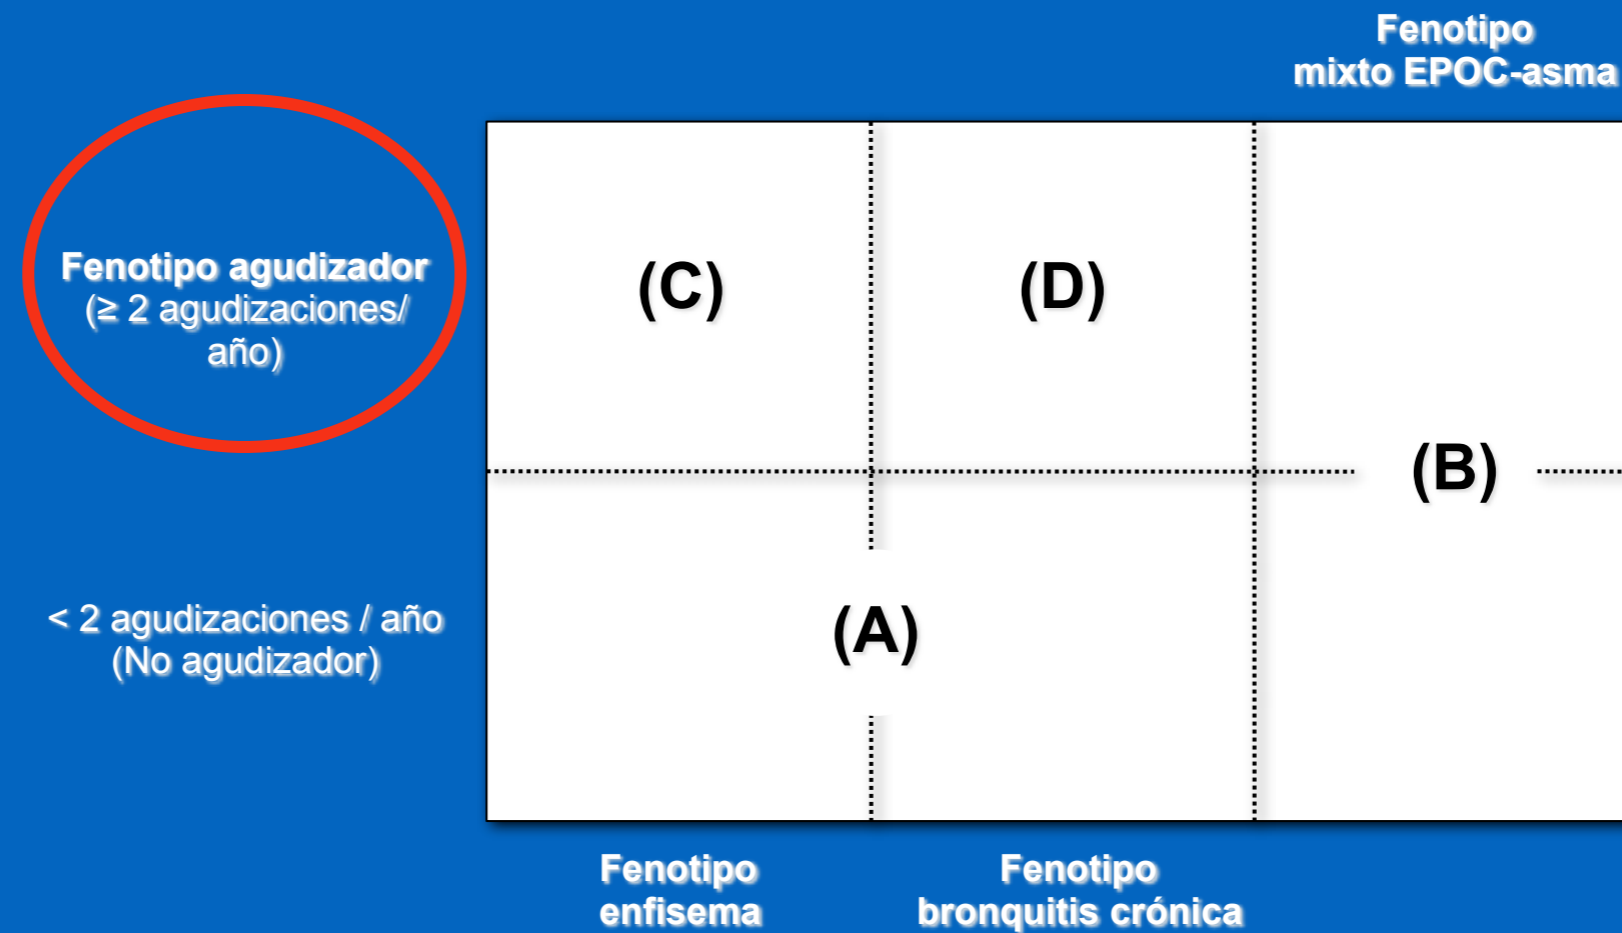 Fenotipo
mixto EPOC-asma
Fenotipo agudizador
(≥ 2 agudizaciones/
año)
(C)
(D)
(B)
< 2 agudizaciones / año
(No agudizador)
(A)
Fenotipo
enfisema
Fenotipo
bronquitis crónica